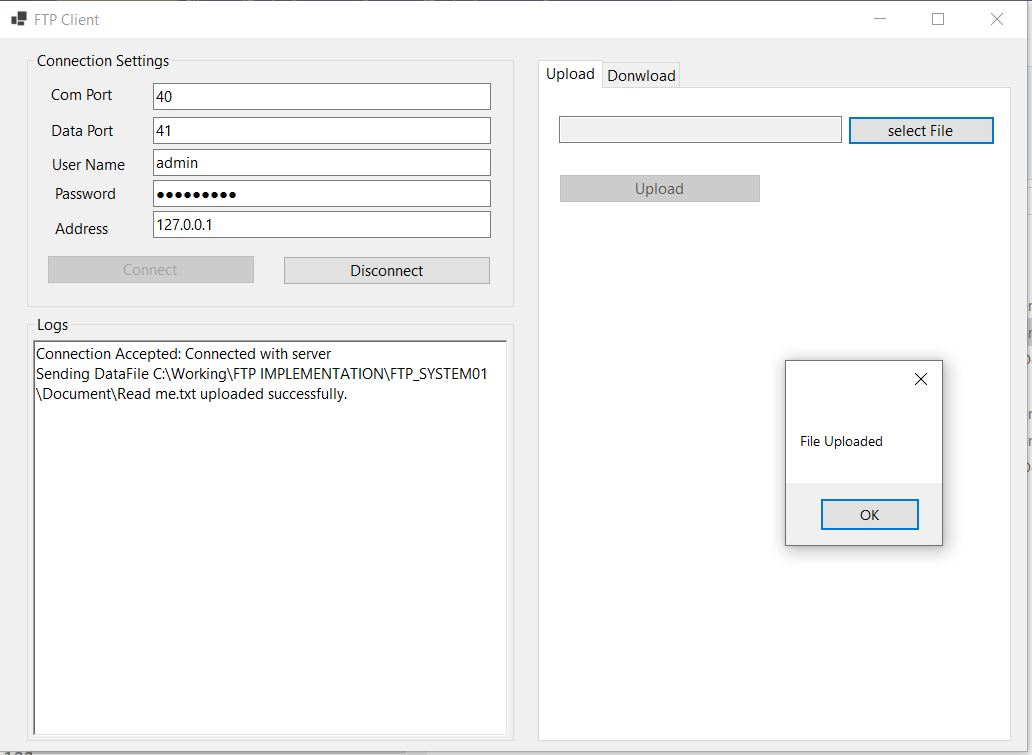 FTP Client
Connection Settings
Com Port
40
Data Port
41
User Name
admin
Password
●●●●●●●●●
Address
127.0.0.1
Connect
Disconnect
Logs
Connection Accepted: Connected with server
Sending DataFile C:\Working\FTP IMPLEMENTATION\FTP_SYSTEM01
\Document\Read me.txt uploaded successfully.
Upload
Donwload
select File
Upload
File Uploaded
OK